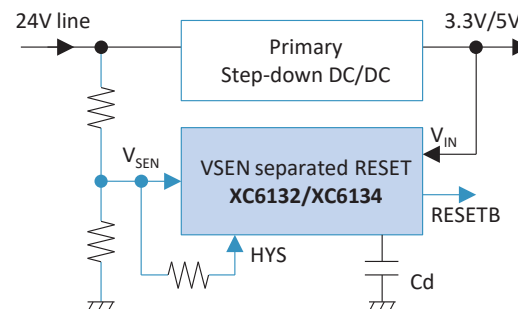 24V line
3.3V/5V
Primary
Step-down DC/DC
VIN
VSEN
VSEN separated RESET
XC6132/XC6134
RESETB
HYS
Cd